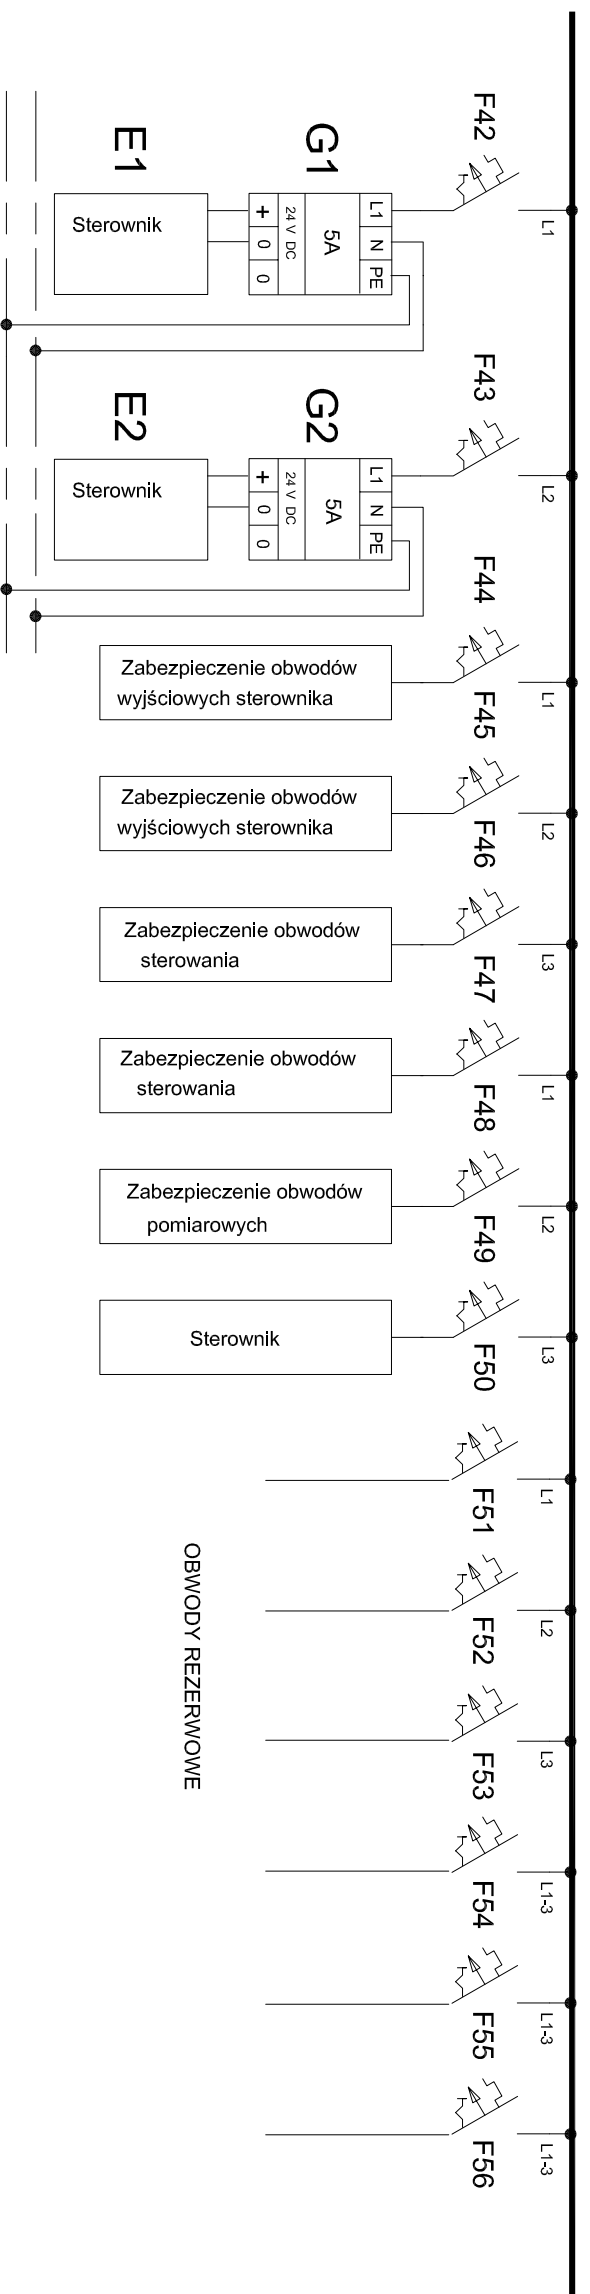 F42
L1
G1
L1
N
PE
5A
24 V DC
+
0
0
E1
Sterownik
F43
L2
G2
L1
N
PE
5A
24 V DC
+
0
0
E2
Sterownik
F44
L1
Zabezpieczenie obwodów
wyjściowych sterownika
F45
L2
Zabezpieczenie obwodów
wyjściowych sterownika
F46
L3
Zabezpieczenie obwodów
sterowania
F47
L1
Zabezpieczenie obwodów
sterowania
F48
L2
Zabezpieczenie obwodów
pomiarowych
F49
L3
Sterownik
F50
L1
F51
L2
F52
L3
F53
L1-3
F54
L1-3
F55
L1-3
F56
OBWODY REZERWOWE